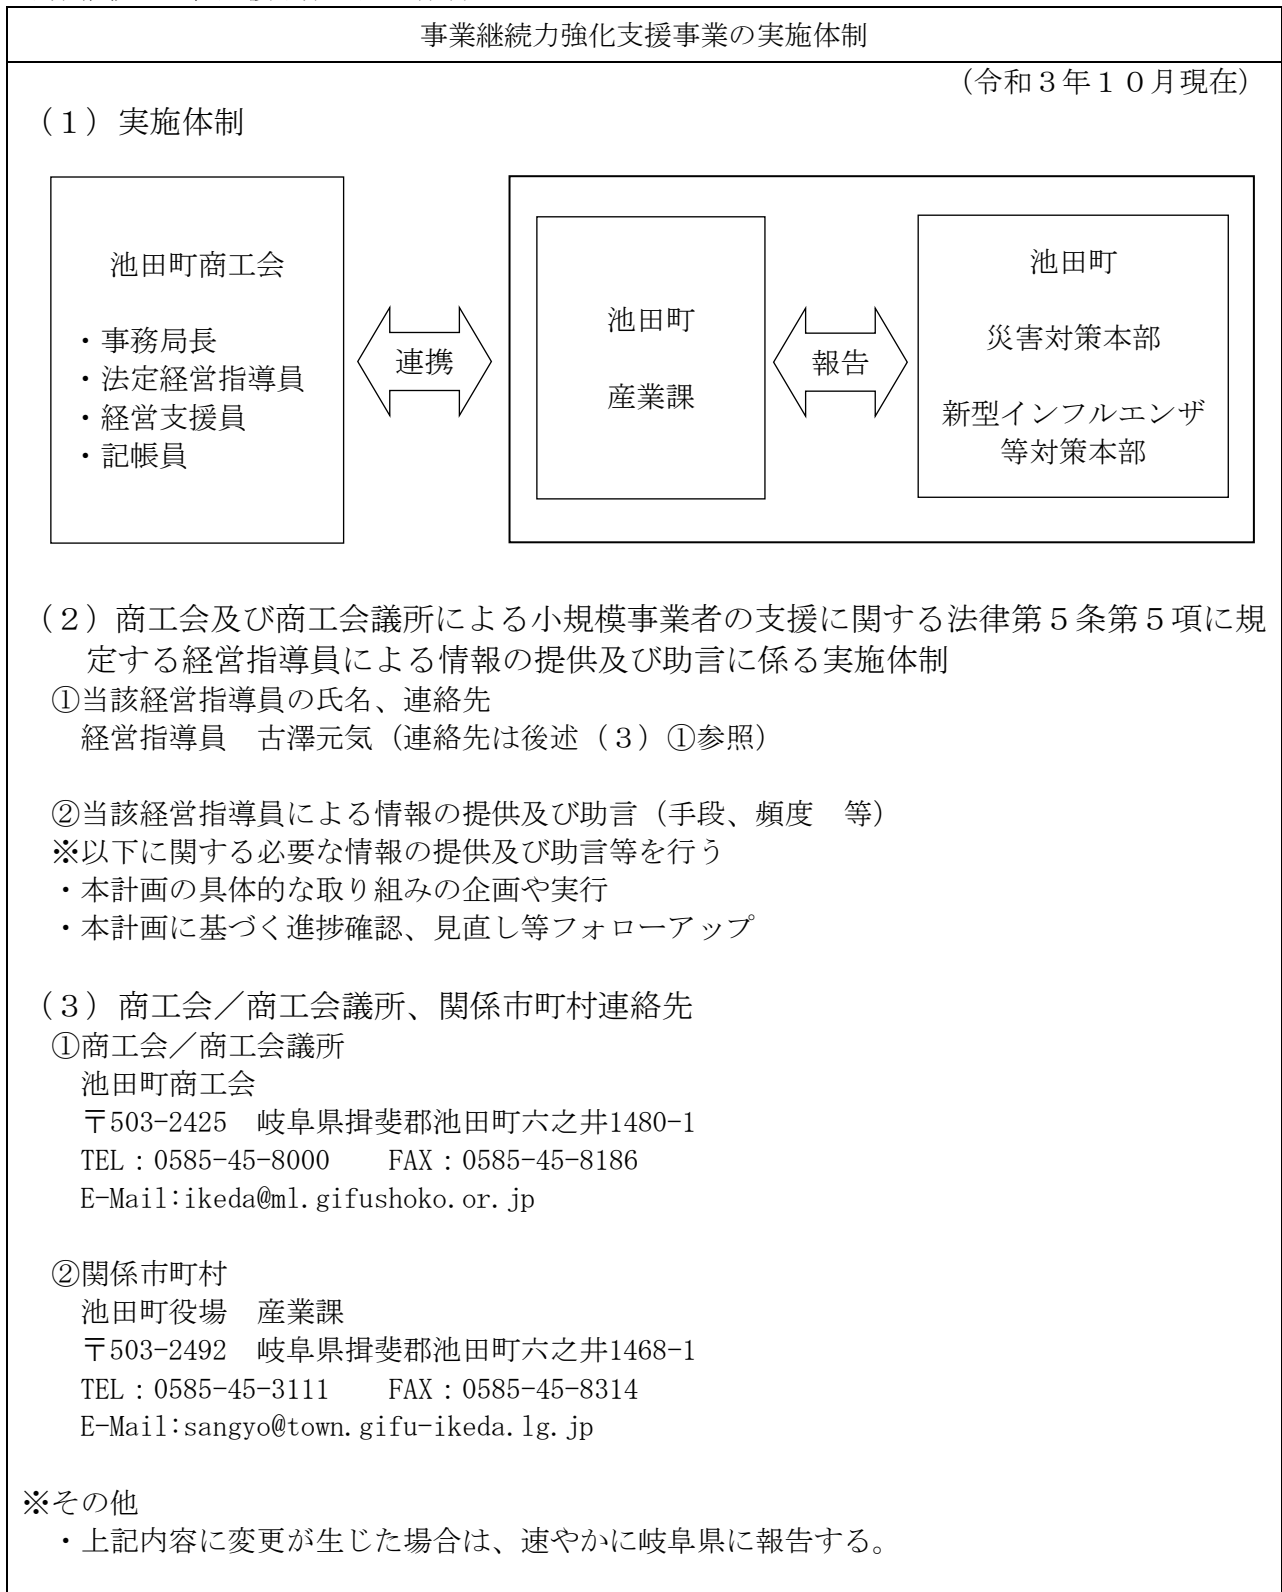 事業継続力強化支援事業の実施体制
（令和３年１０月現在）
（１）実施体制
池田町商工会
・事務局長
・法定経営指導員
・経営支援員
・記帳員
連携
池田町
産業課
報告
池田町
災害対策本部
新型インフルエンザ
等対策本部
（２）商工会及び商工会議所による小規模事業者の支援に関する法律第５条第５項に規
定する経営指導員による情報の提供及び助言に係る実施体制
①当該経営指導員の氏名、連絡先
経営指導員　古澤元気（連絡先は後述（３）①参照）
②当該経営指導員による情報の提供及び助言（手段、頻度　等）
※以下に関する必要な情報の提供及び助言等を行う
・本計画の具体的な取り組みの企画や実行
・本計画に基づく進捗確認、見直し等フォローアップ
（３）商工会／商工会議所、関係市町村連絡先
①商工会／商工会議所
池田町商工会
〒503-2425　岐阜県揖斐郡池田町六之井1480-1
TEL：0585-45-8000　　FAX：0585-45-8186
E-Mail:ikeda@ml.gifushoko.or.jp
②関係市町村
池田町役場　産業課
〒503-2492　岐阜県揖斐郡池田町六之井1468-1
TEL：0585-45-3111　　FAX：0585-45-8314
E-Mail:sangyo@town.gifu-ikeda.lg.jp
※その他
・上記内容に変更が生じた場合は、速やかに岐阜県に報告する。